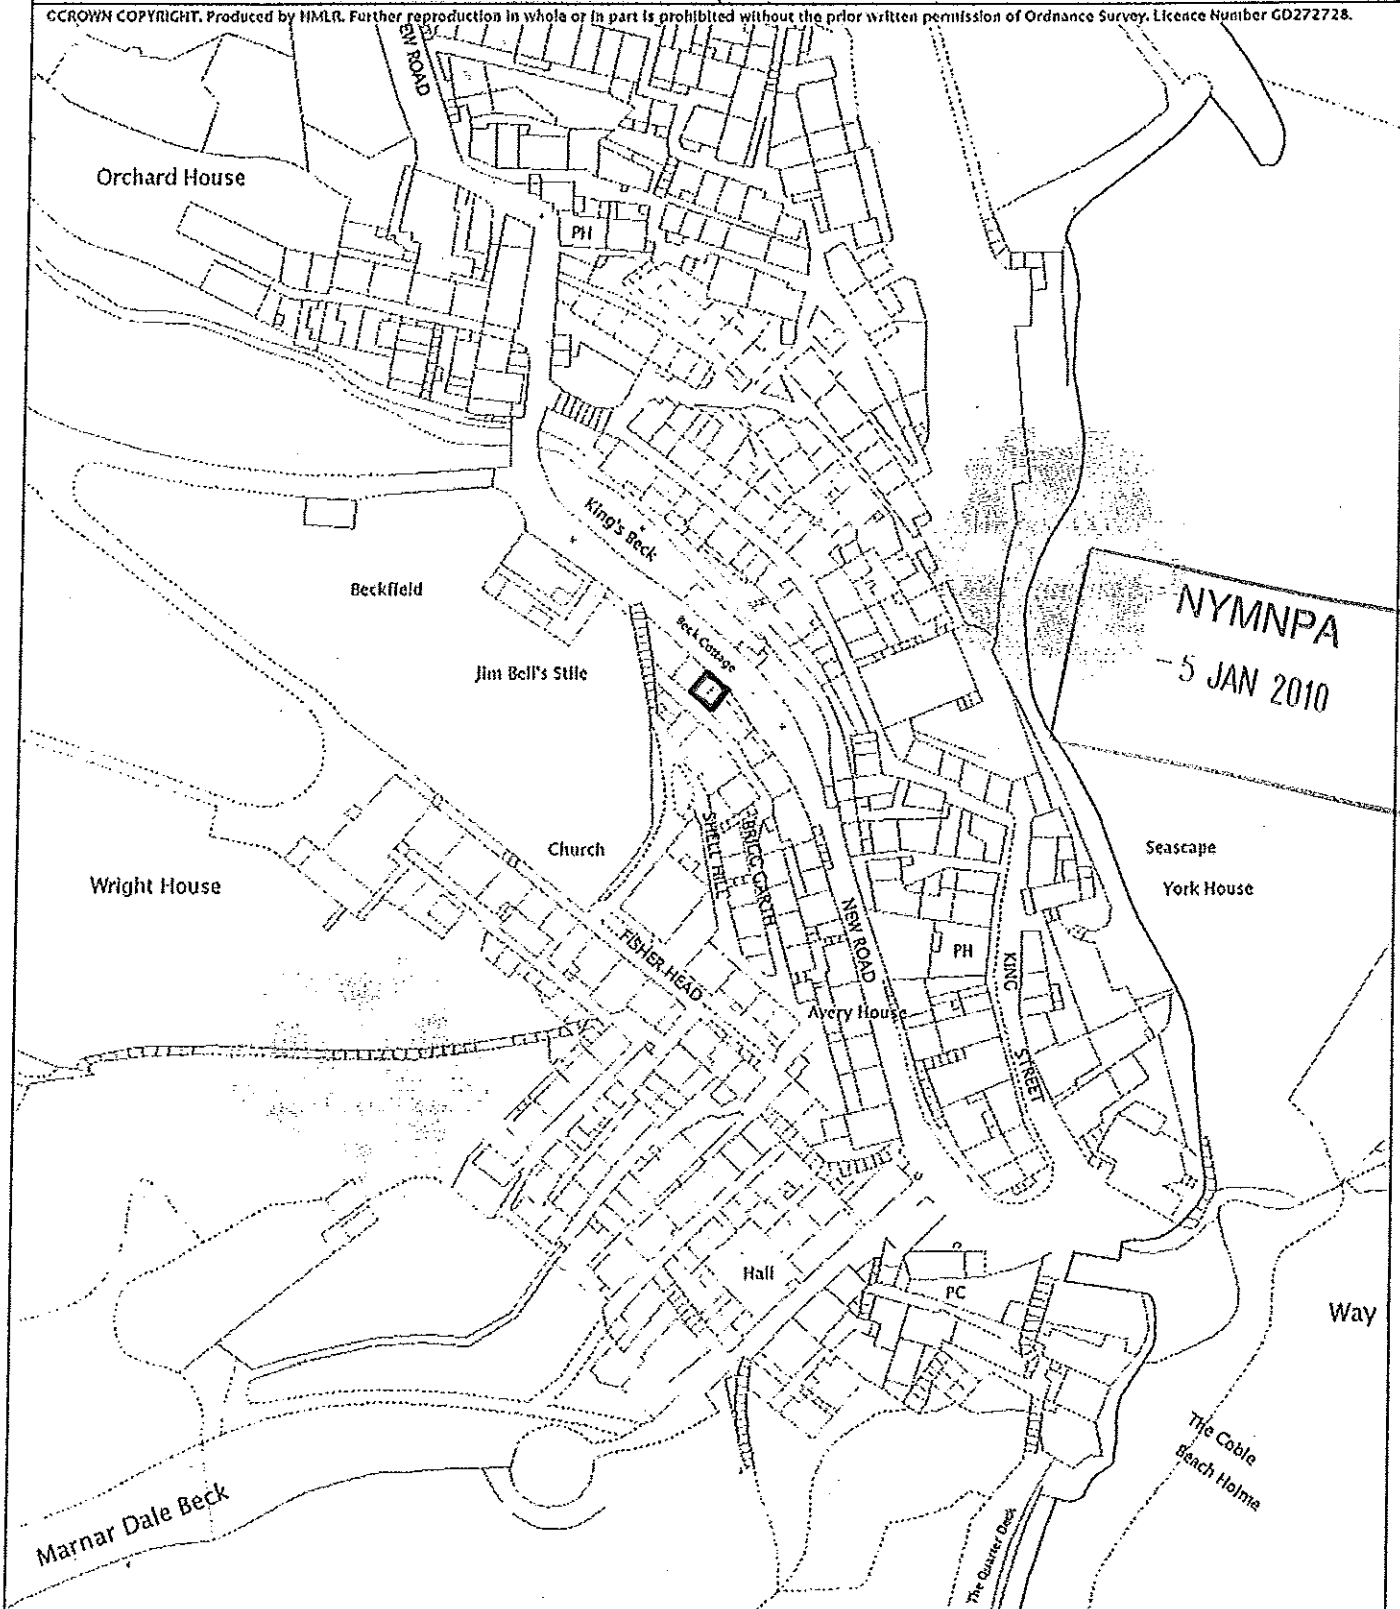 ©CROWN COPYRIGHT. Produced by HMLR. Further reproduction in whole or in part is prohibited without the prior written permission of Ordnance Survey. Licence Number GD272728.
EW ROAD
Orchard House
PH
King's Beck
Beckfield
Beck Cottage
Jim Bell's Stile
NYMNPA
-5 JAN 2010
SHELL HILL
BRIGG GARTH
Church
Seascape
Wright House
York House
NEW ROAD
FISHER HEAD
PH
KING
STREET
Avery House
Hall
PC
Way
The Coble
Beach Holme
Marnar Dale Beck
The Quarter Deck